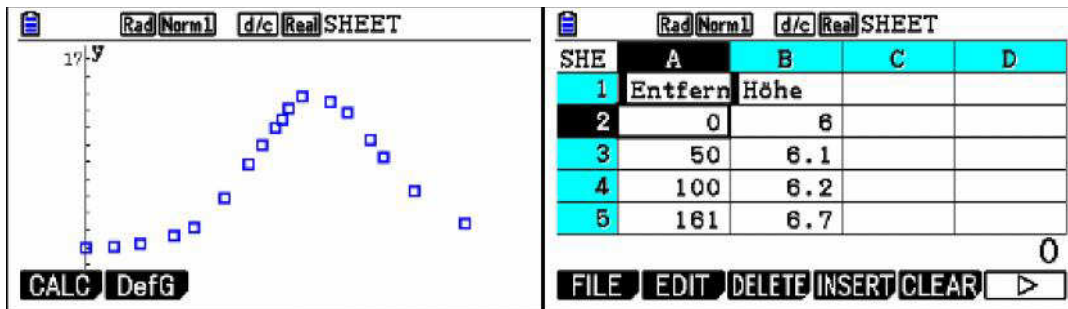 Rad Norm1 d/c Real SHEET
17 y
CALC DefG
Rad Norm1 d/c Real SHEET
SHE A B C D
1 Entfern Höhe
2 0 6
3 50 6.1
4 100 6.2
5 161 6.7
0
FILE EDIT DELETE INSERT CLEAR ▷